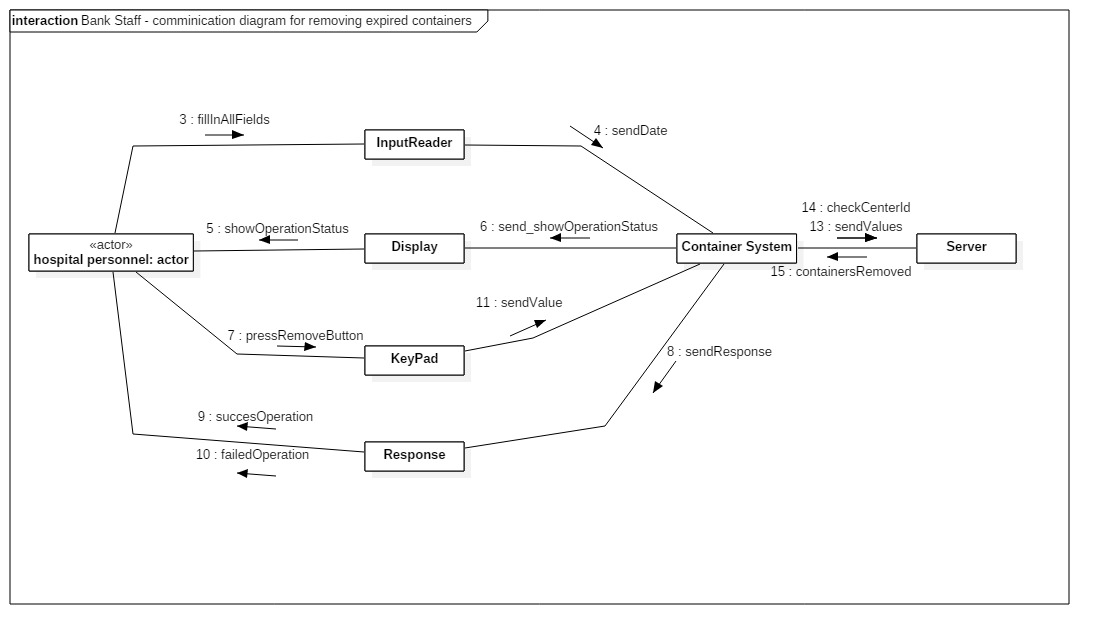 interaction Bank Staff - comminication diagram for removing expired containers
3 : fillInAllFields
InputReader
4 : sendDate
14 : checkCenterId
13 : sendValues
5 : showOperationStatus
6 : send_showOperationStatus
«actor»
hospital personnel: actor
Display
Container System
Server
15 : containersRemoved
11 : sendValue
7 : pressRemoveButton
KeyPad
8 : sendResponse
9 : succesOperation
10 : failedOperation
Response